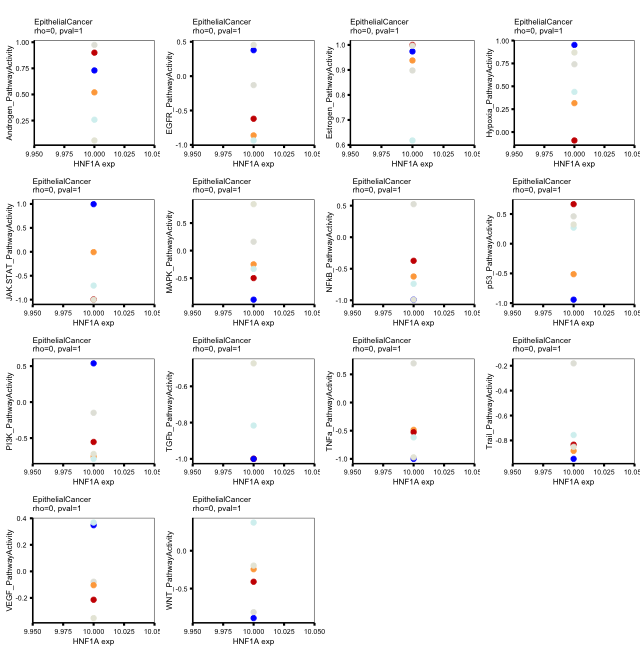 EpithelialCancer
rho=0, pval=1
Androgen_PathwayActivity
1.00
0.75
0.50
0.25
9.950 9.975 10.000 10.025 10.05
HNF1A exp
EpithelialCancer
rho=0, pval=1
EGFR_PathwayActivity
0.5
0.0
-0.5
-1.0
9.950 9.975 10.000 10.025 10.05
HNF1A exp
EpithelialCancer
rho=0, pval=1
Estrogen_PathwayActivity
1.0
0.9
0.8
0.7
0.6
9.950 9.975 10.000 10.025 10.05
HNF1A exp
EpithelialCancer
rho=0, pval=1
Hypoxia_PathwayActivity
1.00
0.75
0.50
0.25
0.00
9.950 9.975 10.000 10.025 10.050
HNF1A exp
EpithelialCancer
rho=0, pval=1
JAK.STAT_PathwayActivity
1.0
0.5
0.0
-0.5
-1.0
9.950 9.975 10.000 10.025 10.05
HNF1A exp
EpithelialCancer
rho=0, pval=1
MAPK_PathwayActivity
0.5
0.0
-0.5
9.950 9.975 10.000 10.025 10.05
HNF1A exp
EpithelialCancer
rho=0, pval=1
NFkB_PathwayActivity
0.5
0.0
-0.5
-1.0
9.950 9.975 10.000 10.025 10.05
HNF1A exp
EpithelialCancer
rho=0, pval=1
p53_PathwayActivity
0.5
0.0
-0.5
-1.0
9.950 9.975 10.000 10.025 10.050
HNF1A exp
EpithelialCancer
rho=0, pval=1
PI3K_PathwayActivity
0.5
0.0
-0.5
9.950 9.975 10.000 10.025 10.05
HNF1A exp
EpithelialCancer
rho=0, pval=1
TGFb_PathwayActivity
-0.6
-0.8
-1.0
9.950 9.975 10.000 10.025 10.05
HNF1A exp
EpithelialCancer
rho=0, pval=1
TNFa_PathwayActivity
0.5
0.0
-0.5
-1.0
9.950 9.975 10.000 10.025 10.05
HNF1A exp
EpithelialCancer
rho=0, pval=1
Trail_PathwayActivity
-0.2
-0.4
-0.6
-0.8
9.950 9.975 10.000 10.025 10.050
HNF1A exp
EpithelialCancer
rho=0, pval=1
VEGF_PathwayActivity
0.4
0.2
0.0
-0.2
9.950 9.975 10.000 10.025 10.05
HNF1A exp
EpithelialCancer
rho=0, pval=1
WNT_PathwayActivity
0.0
-0.5
9.950 9.975 10.000 10.025 10.050
HNF1A exp